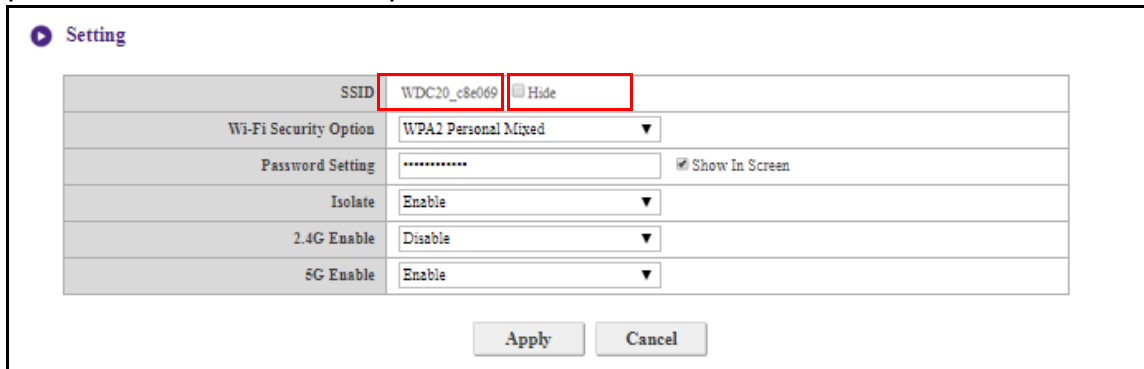 Setting
SSID WDC20_c8e069 Hide
Wi-Fi Security Option WPA2 Personal Mixed
Password Setting •••••••••••• Show In Screen
Isolate Enable
2.4G Enable Disable
5G Enable Enable
Apply Cancel